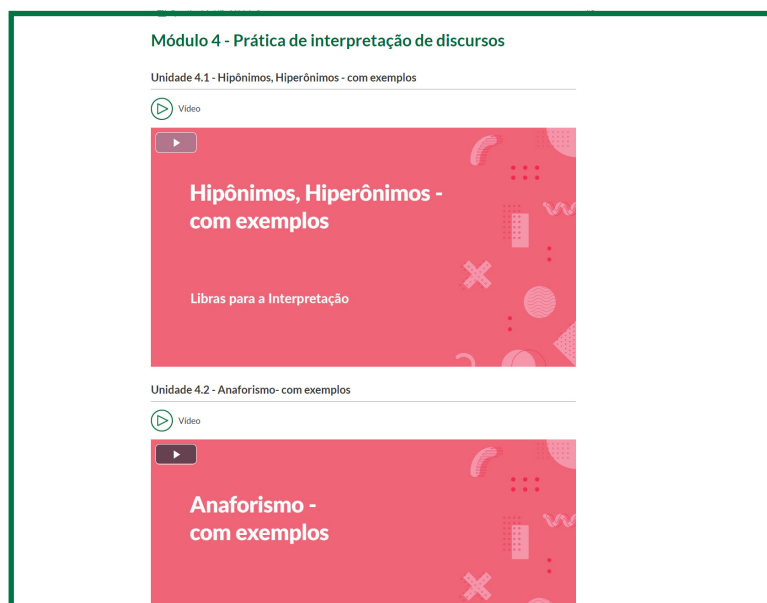 Módulo 4 - Prática de interpretação de discursos
Unidade 4.1 - Hipônimos, Hiperônimos - com exemplos
Vídeo
Hipônimos, Hiperônimos -
com exemplos
Libras para a Interpretação
Unidade 4.2 - Anaforismo- com exemplos
Vídeo
Anaforismo -
com exemplos